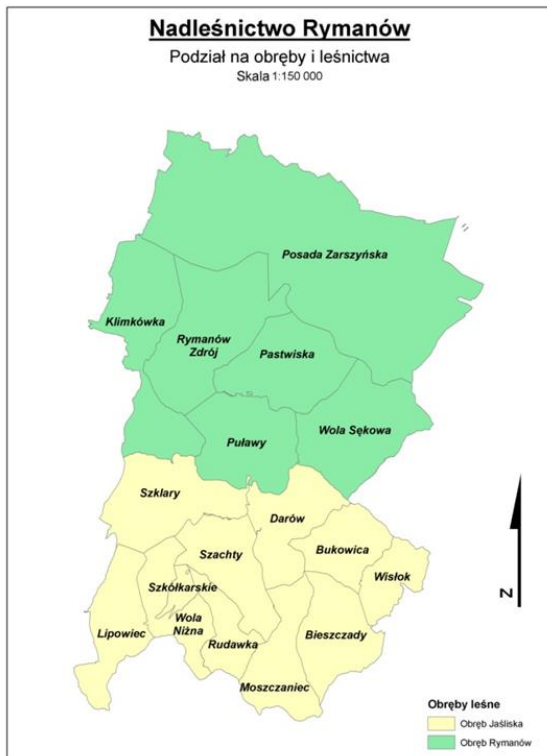 Nadleśnictwo Rymanów
Podział na obręby i leśnictwa
Skala 1:150 000
Posada Zarszyńska
Klimkówka
Rymanów
Zdrój
Pastwiska
Puławy
Wola Sękowa
Szklary
Darów
Szachty
Bukowica
Wisłok
Szkółkarskie
Wola
Niżna
Lipowiec
Rudawka
Bieszczady
Moszczaniec
N
Obręby leśne
Obręb Jaśliska
Obręb Rymanów